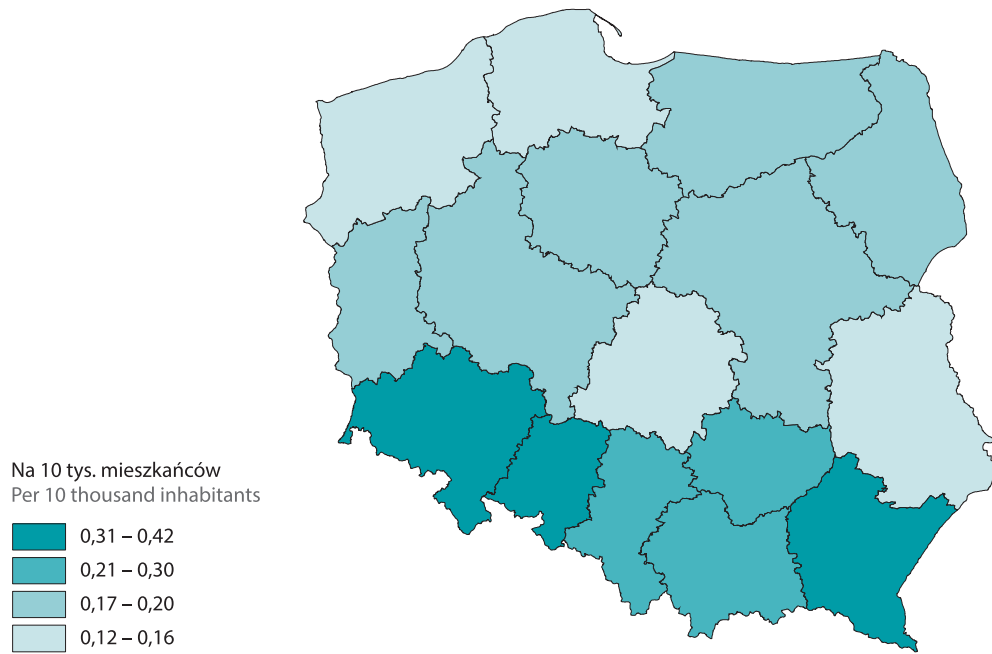 Na 10 tys. mieszkańców
Per 10 thousand inhabitants
0,31 – 0,42
0,21 – 0,30
0,17 – 0,20
0,12 – 0,16